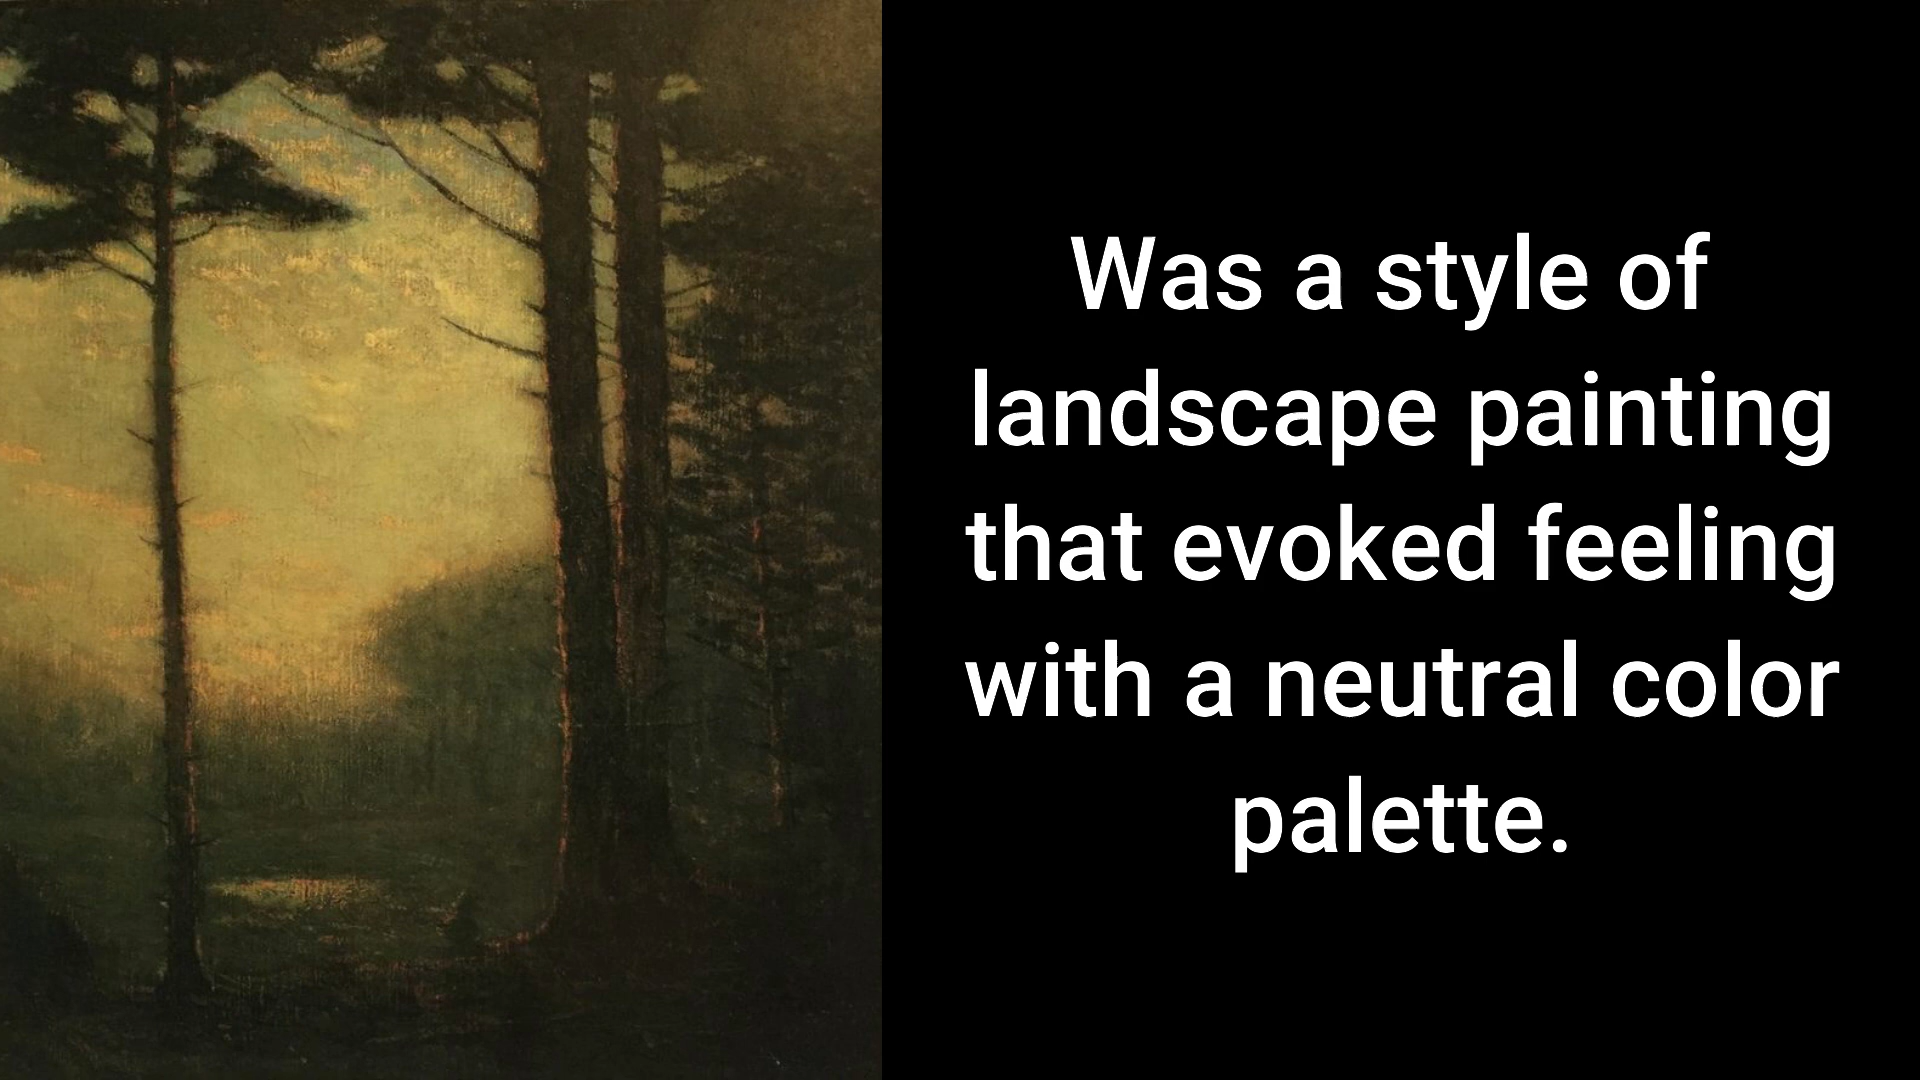 Was a style of
landscape painting
that evoked feeling
with a neutral color
palette.